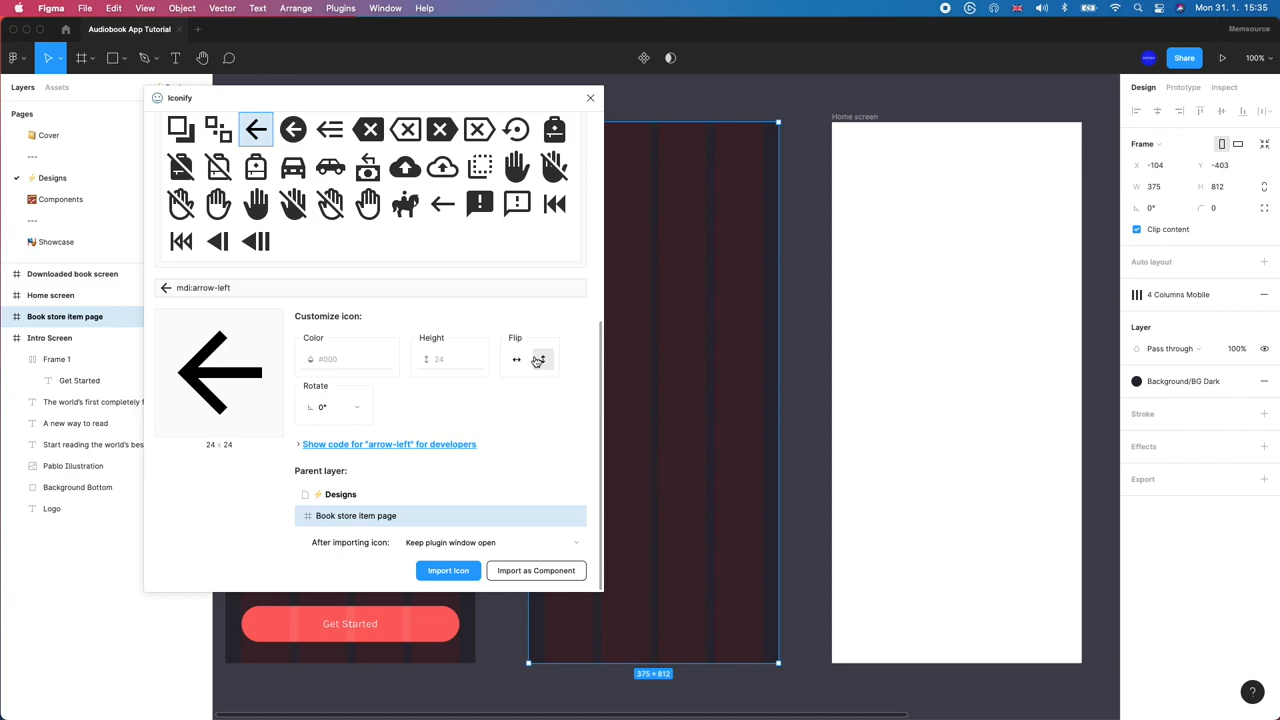 Figma File Edit View Object Vector Text Arrange Plugins Window Help
Audiobook App Tutorial
Memsource
Share
100%
Layers Assets
Pages
Cover
---
⚡ Designs
Components
---
Showcase
Downloaded book screen
Home screen
Book store item page
Intro Screen
Frame 1
Get Started
The world's first completely f
A new way to read
Start reading the world's bes
Pablo Illustration
Background Bottom
Logo
Iconify
mdi:arrow-left
24 x 24
Customize icon:
Color
#000
Height
24
Flip
Rotate
0°
> Show code for "arrow-left" for developers
Parent layer:
⚡ Designs
Book store item page
After importing icon: Keep plugin window open
Import Icon
Import as Component
Get Started
375 × 812
Home screen
Design Prototype Inspect
Frame
X -104 Y -403
W 375 H 812
0° 0
Clip content
Auto layout
4 Columns Mobile
Layer
Pass through 100%
Background/BG Dark
Stroke
Effects
Export
?